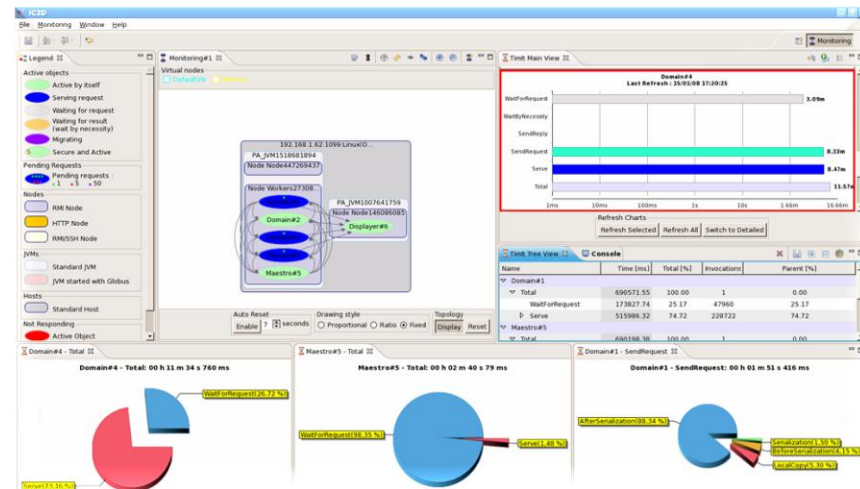 IC2D
File Monitoring Window Help
Monitoring
Legend
Active objects
Active by itself
Serving request
Waiting for request
Waiting for result
(wait by necessity)
Migrating
Secure and Active
Pending Requests
Pending requests :
1 5 50
Nodes
RMI Node
HTTP Node
RMI/SSH Node
JVMs
Standard JVM
JVM started with Globus
Hosts
Standard Host
Not Responding
Active Object
Monitoring#1
Virtual nodes
192.168.1.62:1099:Linux(O...
PA_JVM1518681894
Node Node447269437
Node Workers27308...
Domain#2
Maestro#5
PA_JVM1007641759
Node Node146086085
Displayer#6
Auto Reset
Enable 7 seconds
Drawing style
Proportional Ratio Fixed
Topology
Display Reset
TimIt Main View
Domain#4
Last Refresh : 15/01/08 17:20:25
WaitForRequest 3.09m
WaitByNecessity
SendReply
SendRequest 8.33m
Serve 8.47m
Total 11.57m
1ms 10ms 100ms 1s 10s 1.66m 16.66m
Refresh Charts
Refresh Selected Refresh All Switch to Detailed
TimIt Tree View Console
Name Time [ms] Total [%] Invocations Parent [%]
Domain#1
Total 690571.55 100.00 1 0.00
WaitForRequest 173827.74 25.17 47960 25.17
Serve 515986.32 74.72 228722 74.72
Maestro#5
Total 690198.38 100.00 1 0.00
Domain#4 - Total
Domain#4 - Total: 00 h 11 m 34 s 760 ms
WaitForRequest(26.72 %)
Serve(73.16 %)
Maestro#5 - Total
Maestro#5 - Total: 00 h 02 m 40 s 79 ms
WaitForRequest(98.35 %)
Serve(1.48 %)
Domain#1 - SendRequest
Domain#1 - SendRequest: 00 h 01 m 51 s 416 ms
AfterSerialization(88.34 %)
Serialization(1.50 %)
BeforeSerialization(4.15 %)
LocalCopy(5.30 %)